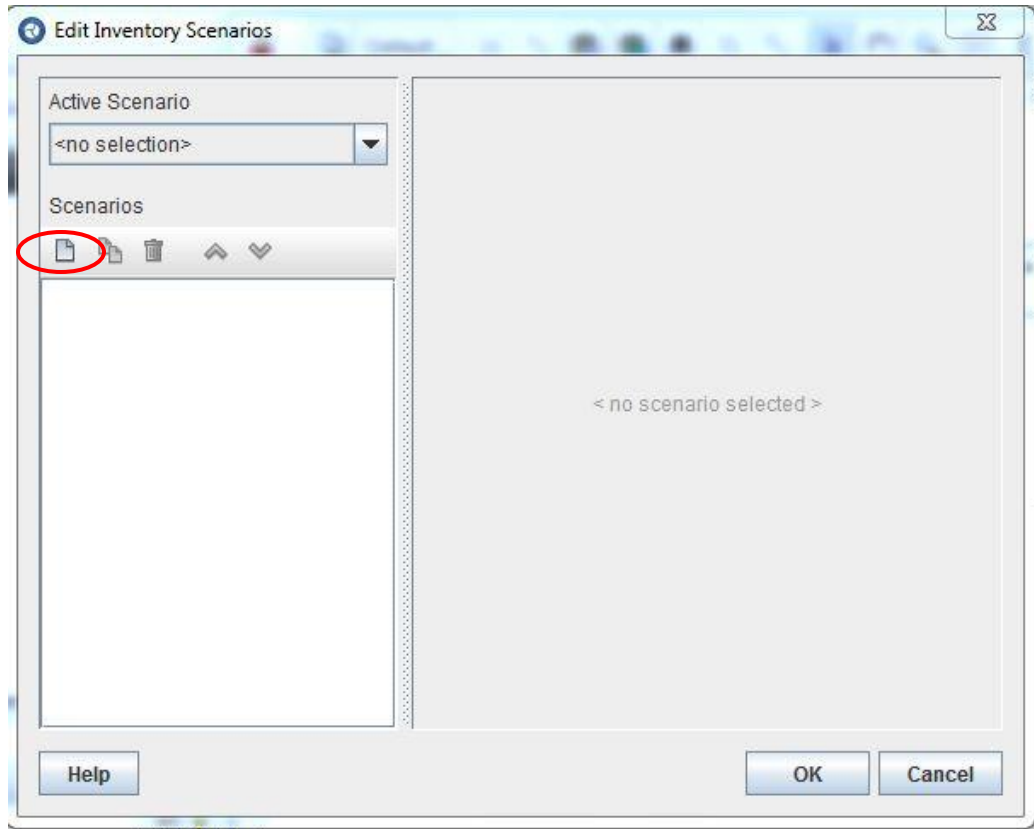 Edit Inventory Scenarios
Active Scenario
<no selection>
Scenarios
< no scenario selected >
Help
OK
Cancel